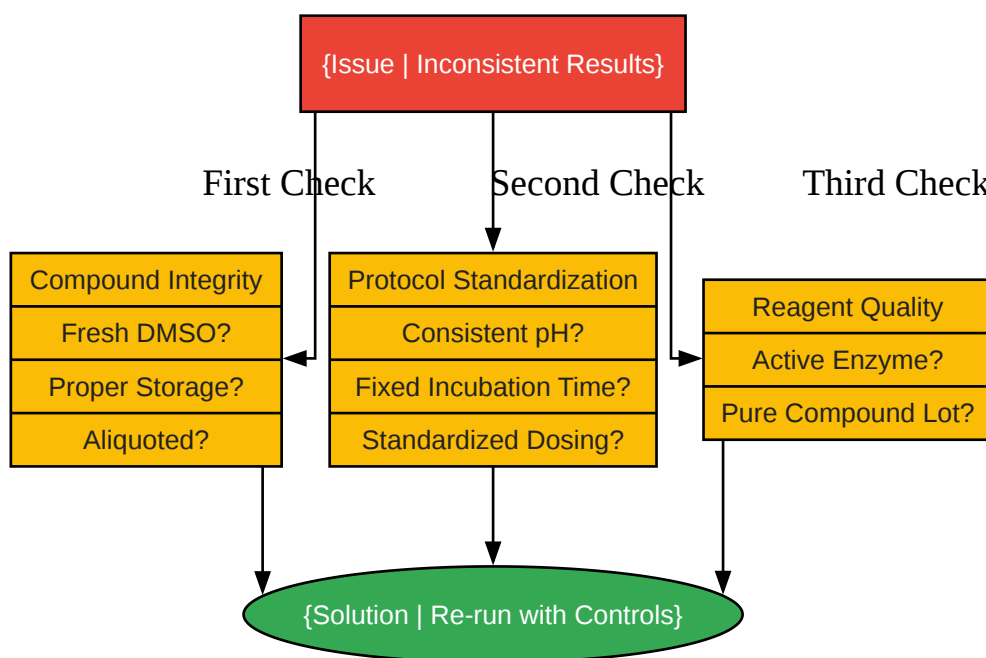 {Issue | Inconsistent Results}
First Check
Second Check
Third Check
Compound Integrity
Fresh DMSO?
Proper Storage?
Aliquoted?
Protocol Standardization
Consistent pH?
Fixed Incubation Time?
Standardized Dosing?
Reagent Quality
Active Enzyme?
Pure Compound Lot?
{Solution | Re-run with Controls}